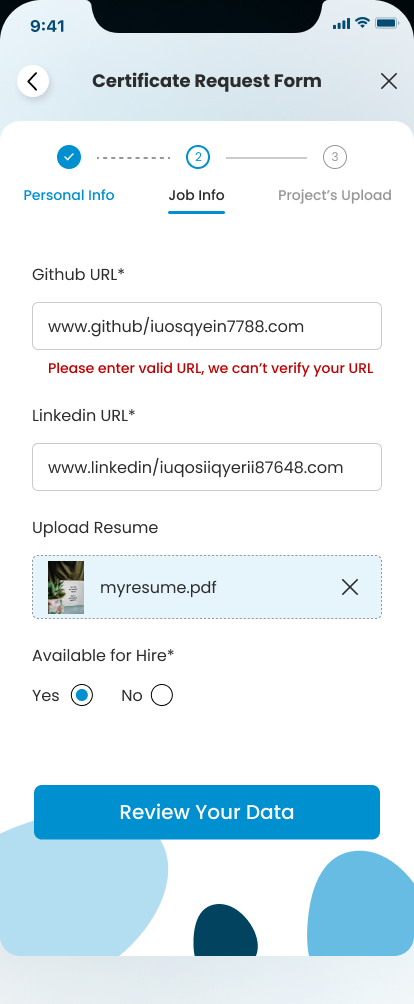 9:41
Certificate Request Form
2
3
Personal Info
Job Info
Project’s Upload
Github URL*
www.github/iuosqyein7788.com
Please enter valid URL, we can’t verify your URL
Linkedin URL*
www.linkedin/iuqosiiqyerii87648.com
Upload Resume
myresume.pdf
Available for Hire*
Yes
No
Review Your Data